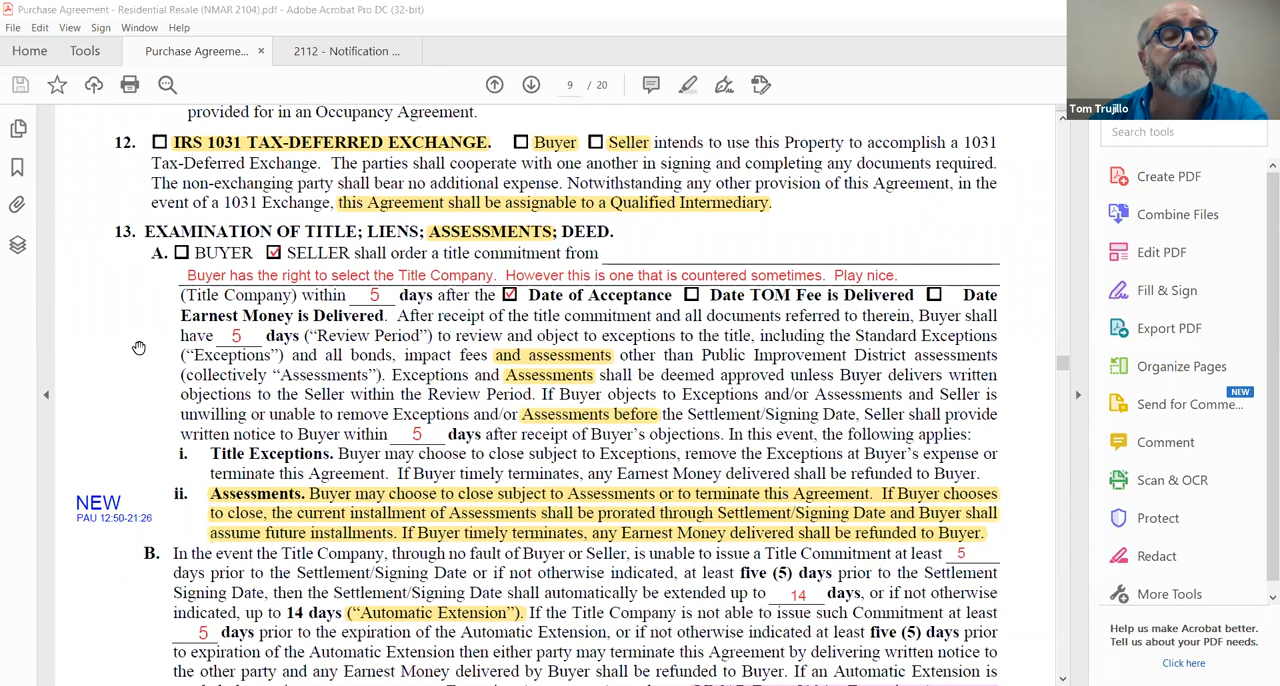 Purchase Agreement - Residential Resale (NMAR 2104).pdf - Adobe Acrobat Pro DC (32-bit)
File Edit View Sign Window Help
Home Tools Purchase Agreeme... × 2112 - Notification ...
9 / 20
Tom Trujillo
Search tools
provided for in an Occupancy Agreement.
12. IRS 1031 TAX-DEFERRED EXCHANGE. Buyer Seller intends to use this Property to accomplish a 1031
Tax-Deferred Exchange. The parties shall cooperate with one another in signing and completing any documents required.
The non-exchanging party shall bear no additional expense. Notwithstanding any other provision of this Agreement, in the
event of a 1031 Exchange, this Agreement shall be assignable to a Qualified Intermediary.
13. EXAMINATION OF TITLE; LIENS; ASSESSMENTS; DEED.
A. BUYER SELLER shall order a title commitment from
Buyer has the right to select the Title Company. However this is one that is countered sometimes. Play nice.
(Title Company) within 5 days after the Date of Acceptance Date TOM Fee is Delivered Date
Earnest Money is Delivered. After receipt of the title commitment and all documents referred to therein, Buyer shall
have 5 days ("Review Period") to review and object to exceptions to the title, including the Standard Exceptions
("Exceptions") and all bonds, impact fees and assessments other than Public Improvement District assessments
(collectively "Assessments"). Exceptions and Assessments shall be deemed approved unless Buyer delivers written
objections to the Seller within the Review Period. If Buyer objects to Exceptions and/or Assessments and Seller is
unwilling or unable to remove Exceptions and/or Assessments before the Settlement/Signing Date, Seller shall provide
written notice to Buyer within 5 days after receipt of Buyer's objections. In this event, the following applies:
i. Title Exceptions. Buyer may choose to close subject to Exceptions, remove the Exceptions at Buyer's expense or
terminate this Agreement. If Buyer timely terminates, any Earnest Money delivered shall be refunded to Buyer.
ii. Assessments. Buyer may choose to close subject to Assessments or to terminate this Agreement. If Buyer chooses
to close, the current installment of Assessments shall be prorated through Settlement/Signing Date and Buyer shall
assume future installments. If Buyer timely terminates, any Earnest Money delivered shall be refunded to Buyer.
NEW
PAU 12:50-21:26
B. In the event the Title Company, through no fault of Buyer or Seller, is unable to issue a Title Commitment at least 5
days prior to the Settlement/Signing Date or if not otherwise indicated, at least five (5) days prior to the Settlement
Signing Date, then the Settlement/Signing Date shall automatically be extended up to 14 days, or if not otherwise
indicated, up to 14 days ("Automatic Extension"). If the Title Company is not able to issue such Commitment at least
5 days prior to the expiration of the Automatic Extension, or if not otherwise indicated at least five (5) days prior
to expiration of the Automatic Extension then either party may terminate this Agreement by delivering written notice to
the other party and any Earnest Money delivered by Buyer shall be refunded to Buyer. If an Automatic Extension is
Create PDF
Combine Files
Edit PDF
Fill & Sign
Export PDF
Organize Pages
NEW
Send for Comme...
Comment
Scan & OCR
Protect
Redact
More Tools
Help us make Acrobat better.
Tell us about your PDF needs.
Click here